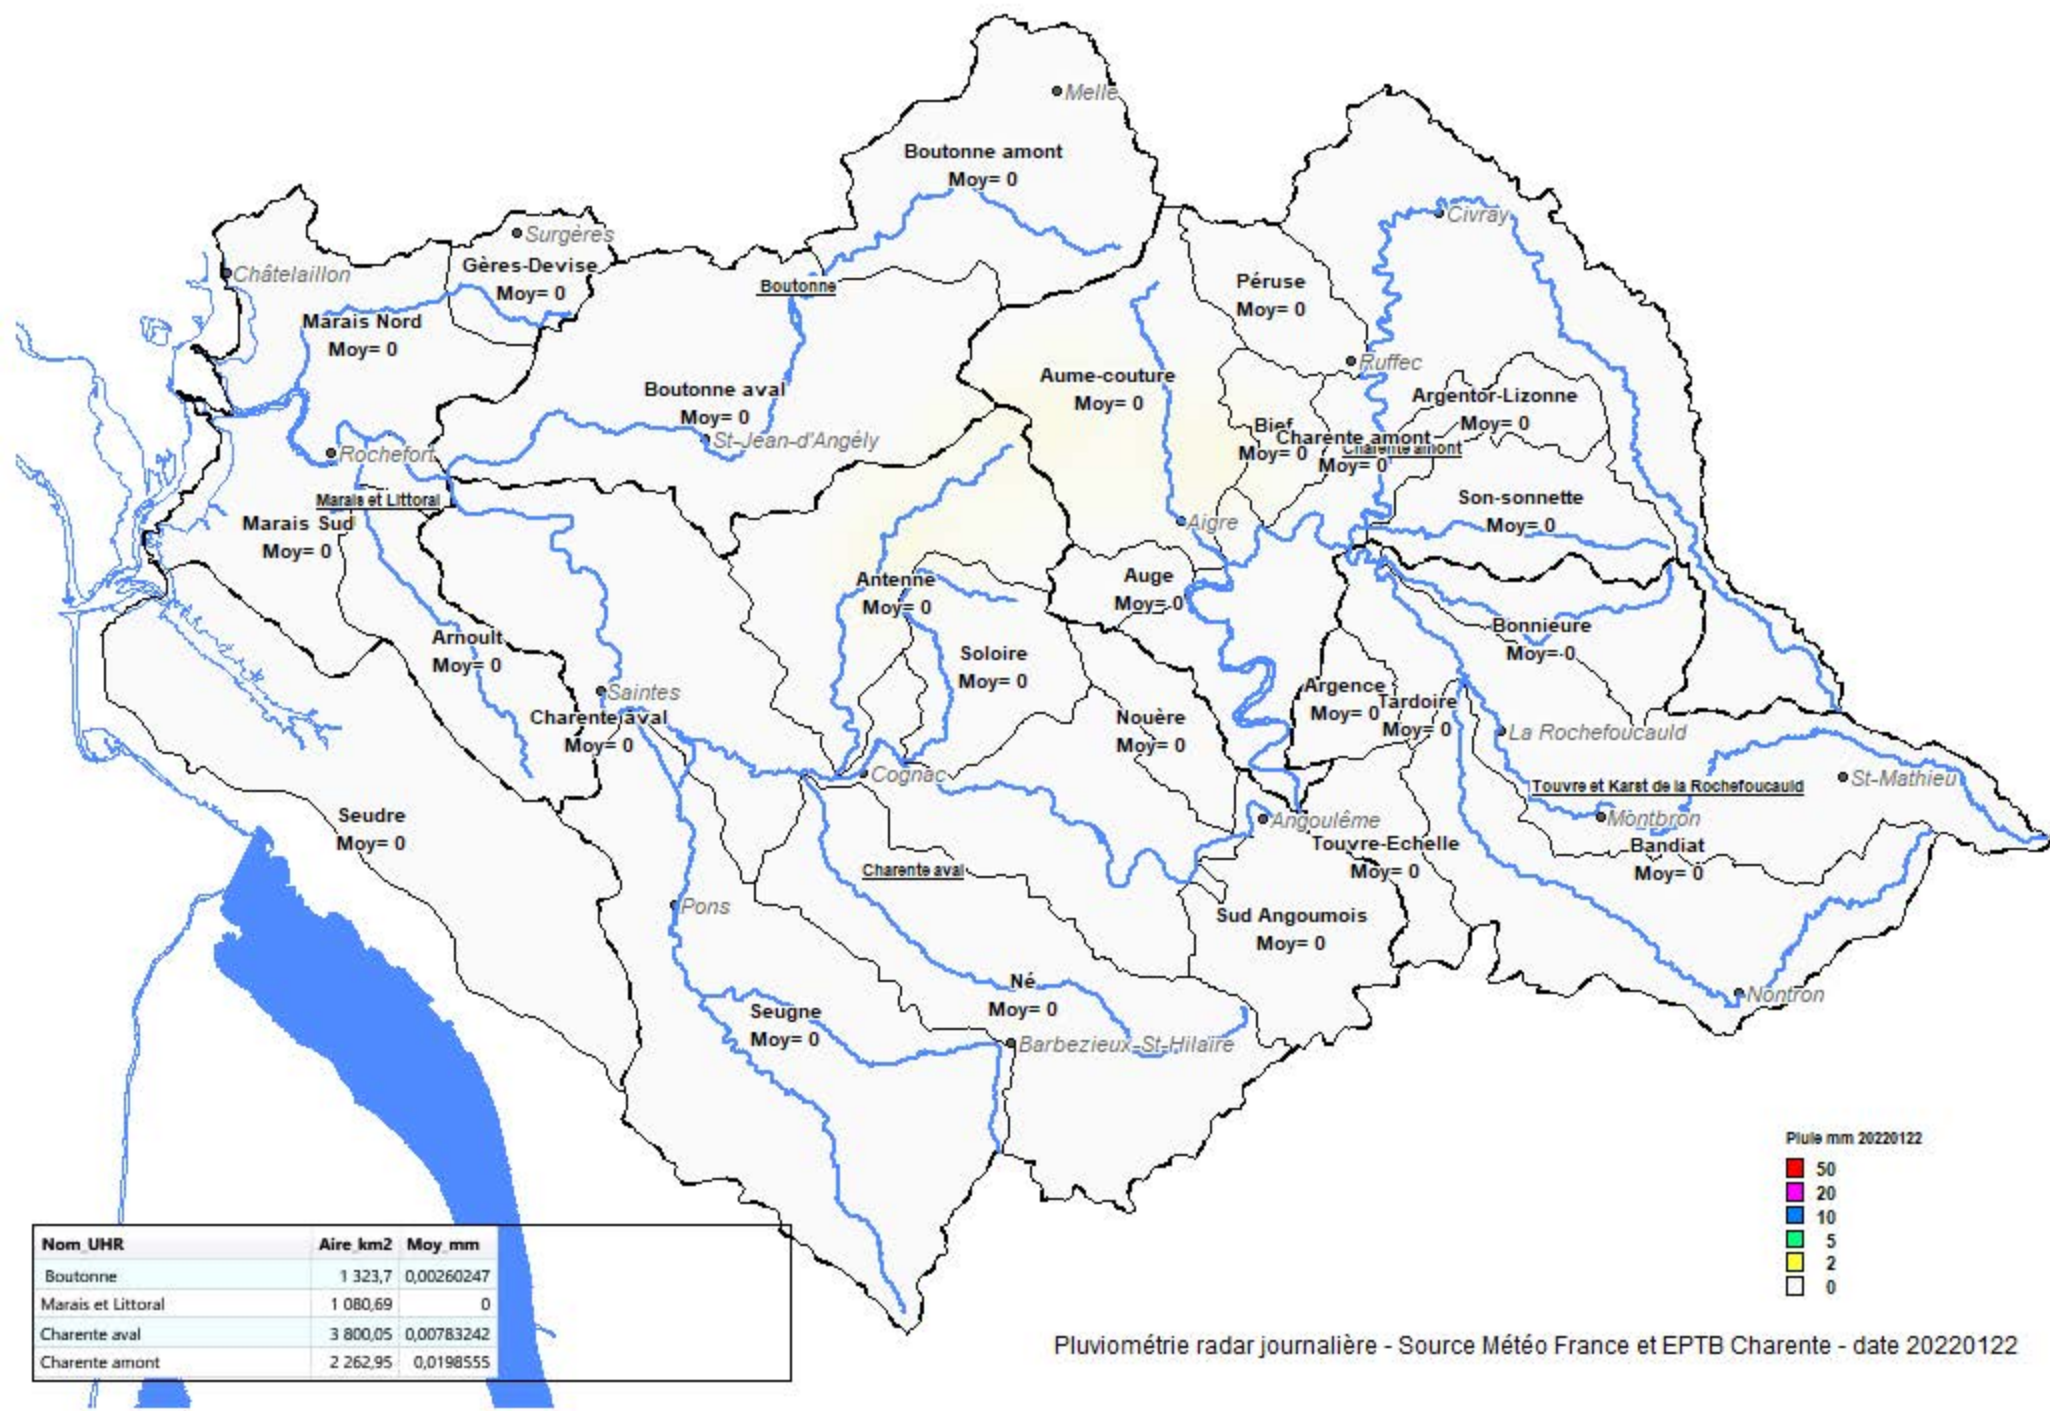 Melle
Boutonne amont
Moy= 0
Civray
Surgères
Châtelaillon
Gères-Devise
Moy= 0
Boutonne
Péruse
Moy= 0
Marais Nord
Moy= 0
Ruffec
Aume-couture
Moy= 0
Boutonne aval
Moy= 0
Argentor-Lizonne
Moy= 0
St-Jean-d'Angély
Bief
Moy= 0
Charente amont
Moy= 0
Charente amont
Rochefort
Marais et Littoral
Son-sonnette
Moy= 0
Marais Sud
Moy= 0
Aigre
Antenne
Moy= 0
Auge
Moy= 0
Bonnieure
Moy= 0
Arnoult
Moy= 0
Soloire
Moy= 0
Saintes
Argence
Moy= 0
Tardoire
Moy= 0
Charente aval
Moy= 0
Nouère
Moy= 0
La Rochefoucauld
Cognac
St-Mathieu
Touvre et Karst de la Rochefoucauld
Seudre
Moy= 0
Angoulême
Montbron
Touvre-Echelle
Moy= 0
Bandiat
Moy= 0
Charente aval
Pons
Sud Angoumois
Moy= 0
Né
Moy= 0
Nontron
Seugne
Moy= 0
Barbezieux-St-Hilaire
Pluie mm 20220122
50
20
10
5
2
0
Nom_UHR Aire_km2 Moy_mm
Boutonne 1 323,7 0,00260247
Marais et Littoral 1 080,69 0
Charente aval 3 800,05 0,00783242
Charente amont 2 262,95 0,0198555
Pluviométrie radar journalière - Source Météo France et EPTB Charente - date 20220122